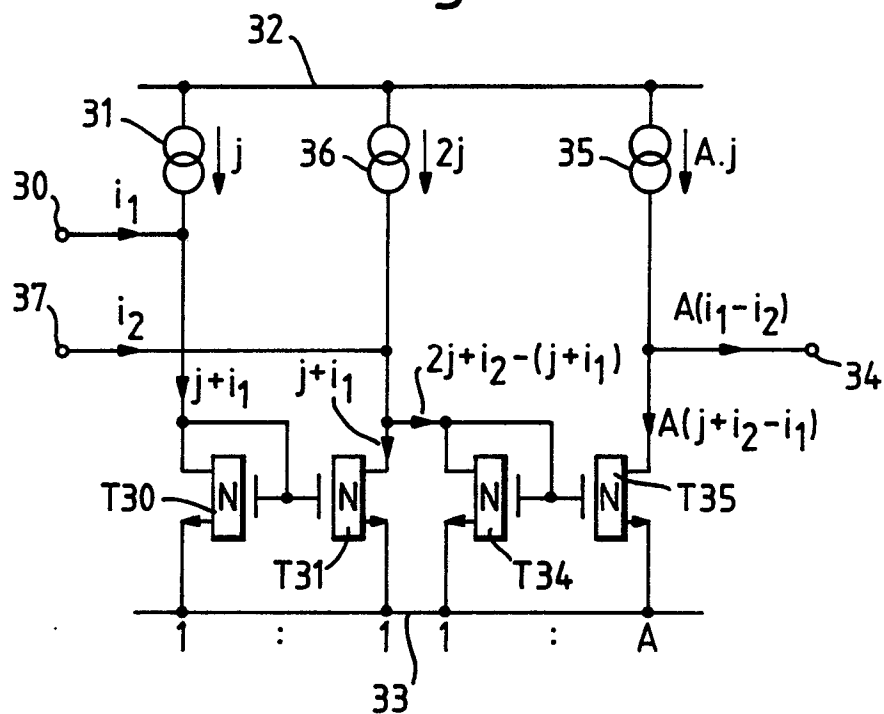 32
31
j
36
2j
35
A.j
30
i₁
37
i₂
A(i₁-i₂)
34
j+i₁
j+i₁
2j+i₂-(j+i₁)
A(j+i₂-i₁)
T30
N
N
N
N
T35
T31
T34
1 : 1 1 : A
33